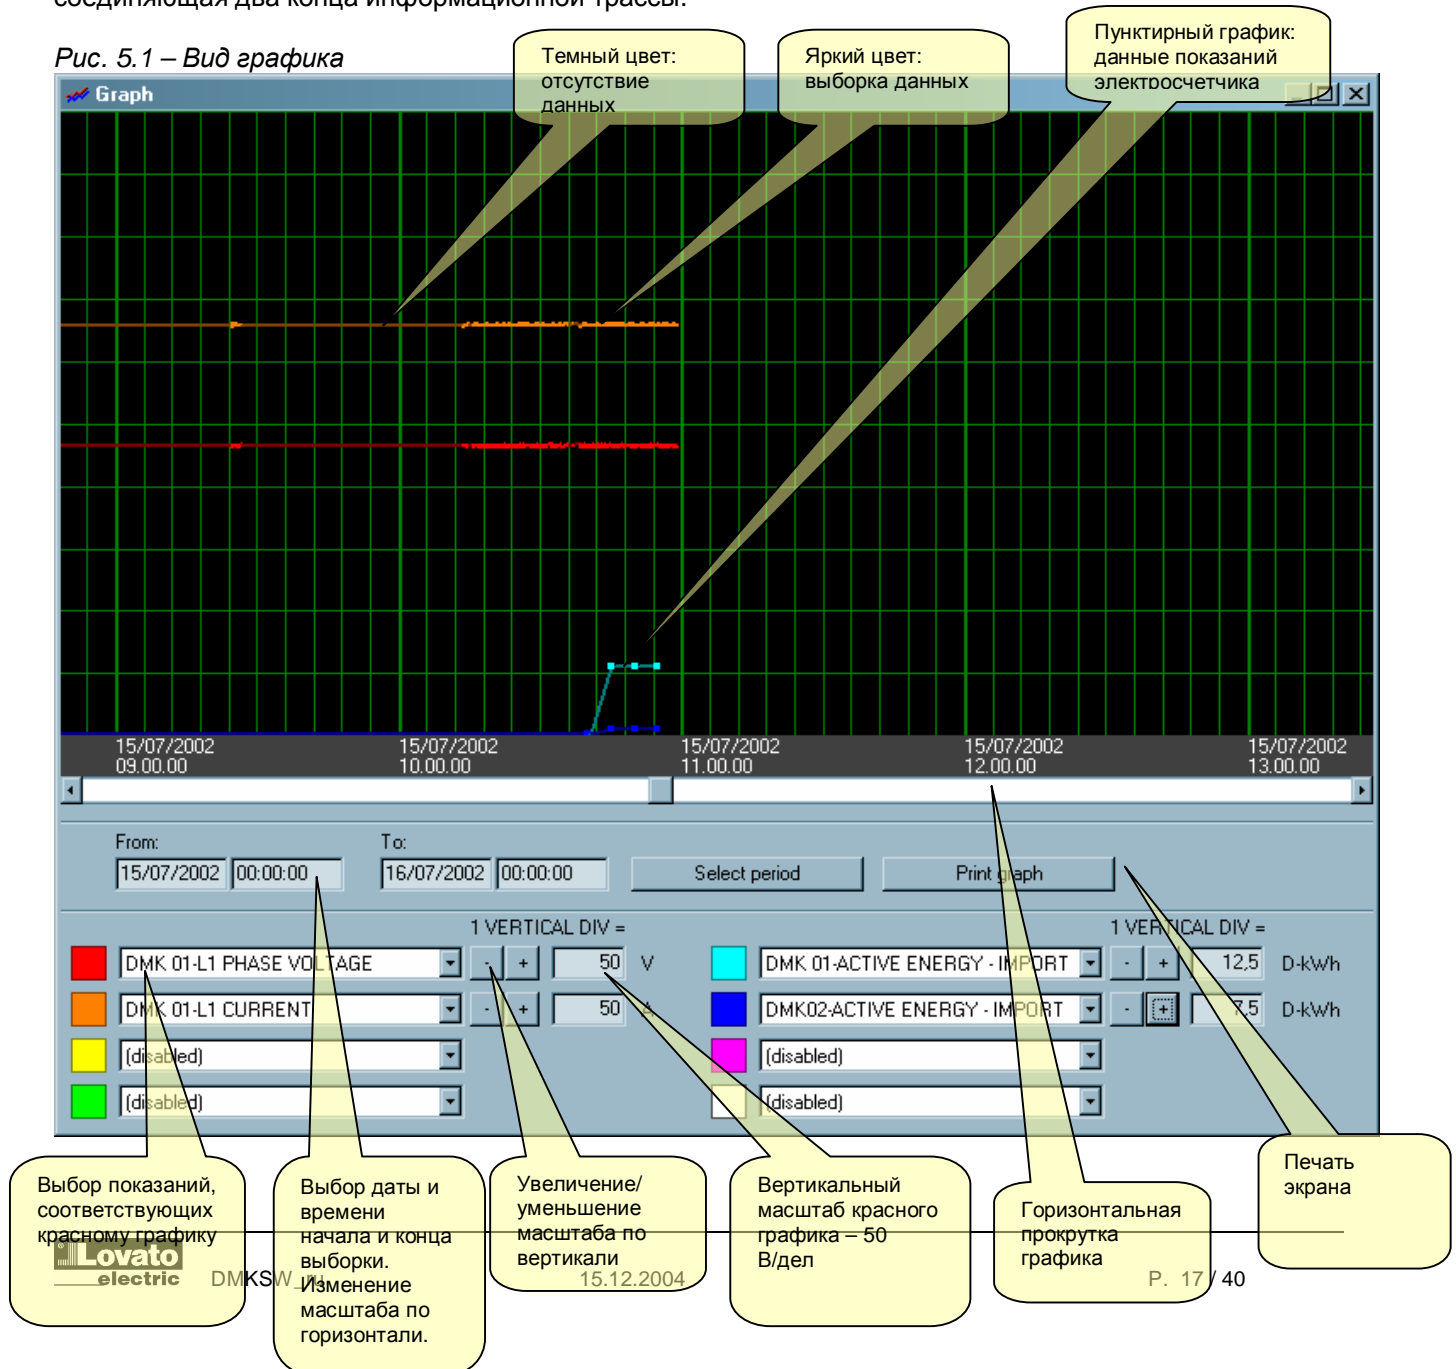 соединяющая два конца информационной трассы.
Рис. 5.1 – Вид графика
Темный цвет:
отсутствие
данных
Яркий цвет:
выборка данных
Пунктирный график:
данные показаний
электросчетчика
Graph
15/07/2002 15/07/2002 15/07/2002 15/07/2002 15/07/2002
09.00.00 10.00.00 11.00.00 12.00.00 13.00.00
From: To:
15/07/2002 00:00:00 16/07/2002 00:00:00 Select period Print graph
1 VERTICAL DIV = 1 VERTICAL DIV =
DMK 01-L1 PHASE VOLTAGE - + 50 V DMK 01-ACTIVE ENERGY - IMPORT - + 12,5 D-kWh
DMK 01-L1 CURRENT - + 50 A DMK02-ACTIVE ENERGY - IMPORT - + 7,5 D-kWh
(disabled) (disabled)
(disabled) (disabled)
Выбор показаний,
соответствующих
красному графику
Выбор даты и
времени
начала и конца
выборки.
Изменение
масштаба по
горизонтали.
Увеличение/
уменьшение
масштаба по
вертикали
Вертикальный
масштаб красного
графика – 50
В/дел
Горизонтальная
прокрутка
графика
Печать
экрана
Lovato
electric DMKSW_ru 15.12.2004 P. 17 / 40